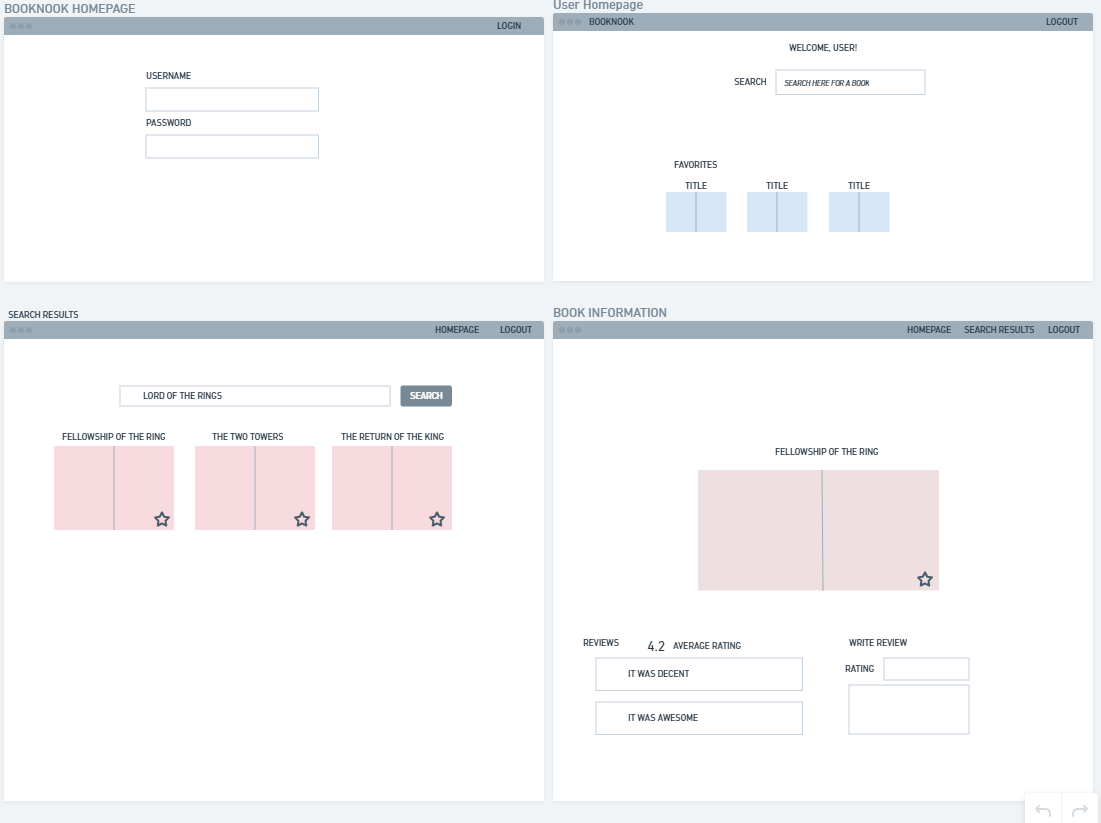 BOOKNOOK HOMEPAGE
LOGIN
USERNAME
PASSWORD
User Homepage
BOOKNOOK LOGOUT
WELCOME, USER!
SEARCH SEARCH HERE FOR A BOOK
FAVORITES
TITLE TITLE TITLE
SEARCH RESULTS
HOMEPAGE LOGOUT
LORD OF THE RINGS SEARCH
FELLOWSHIP OF THE RING THE TWO TOWERS THE RETURN OF THE KING
BOOK INFORMATION
HOMEPAGE SEARCH RESULTS LOGOUT
FELLOWSHIP OF THE RING
REVIEWS 4.2 AVERAGE RATING WRITE REVIEW
RATING
IT WAS DECENT
IT WAS AWESOME